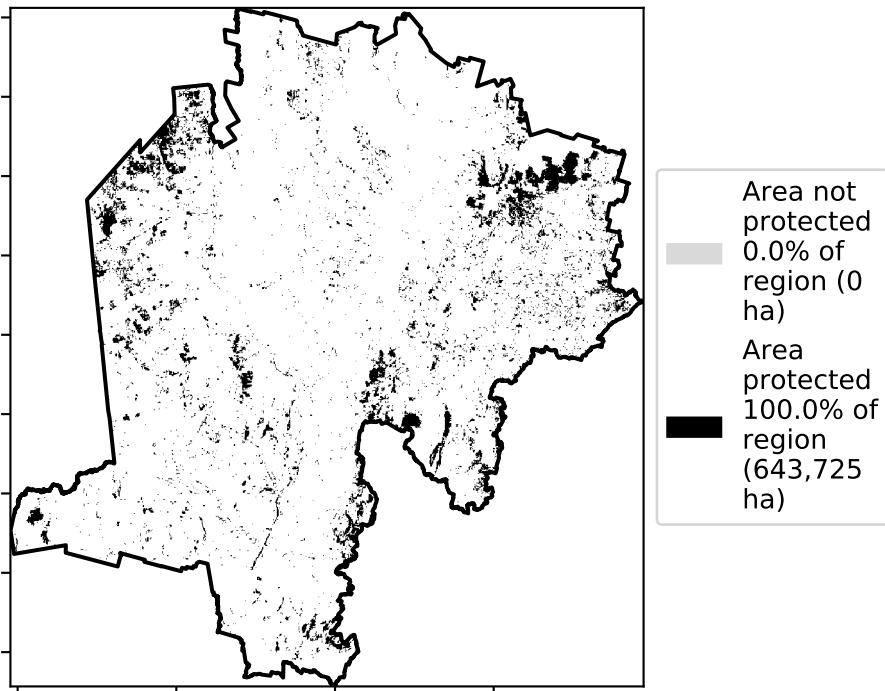 Area not
protected
0.0% of
region (0
ha)
Area
protected
100.0% of
region
(643,725
ha)